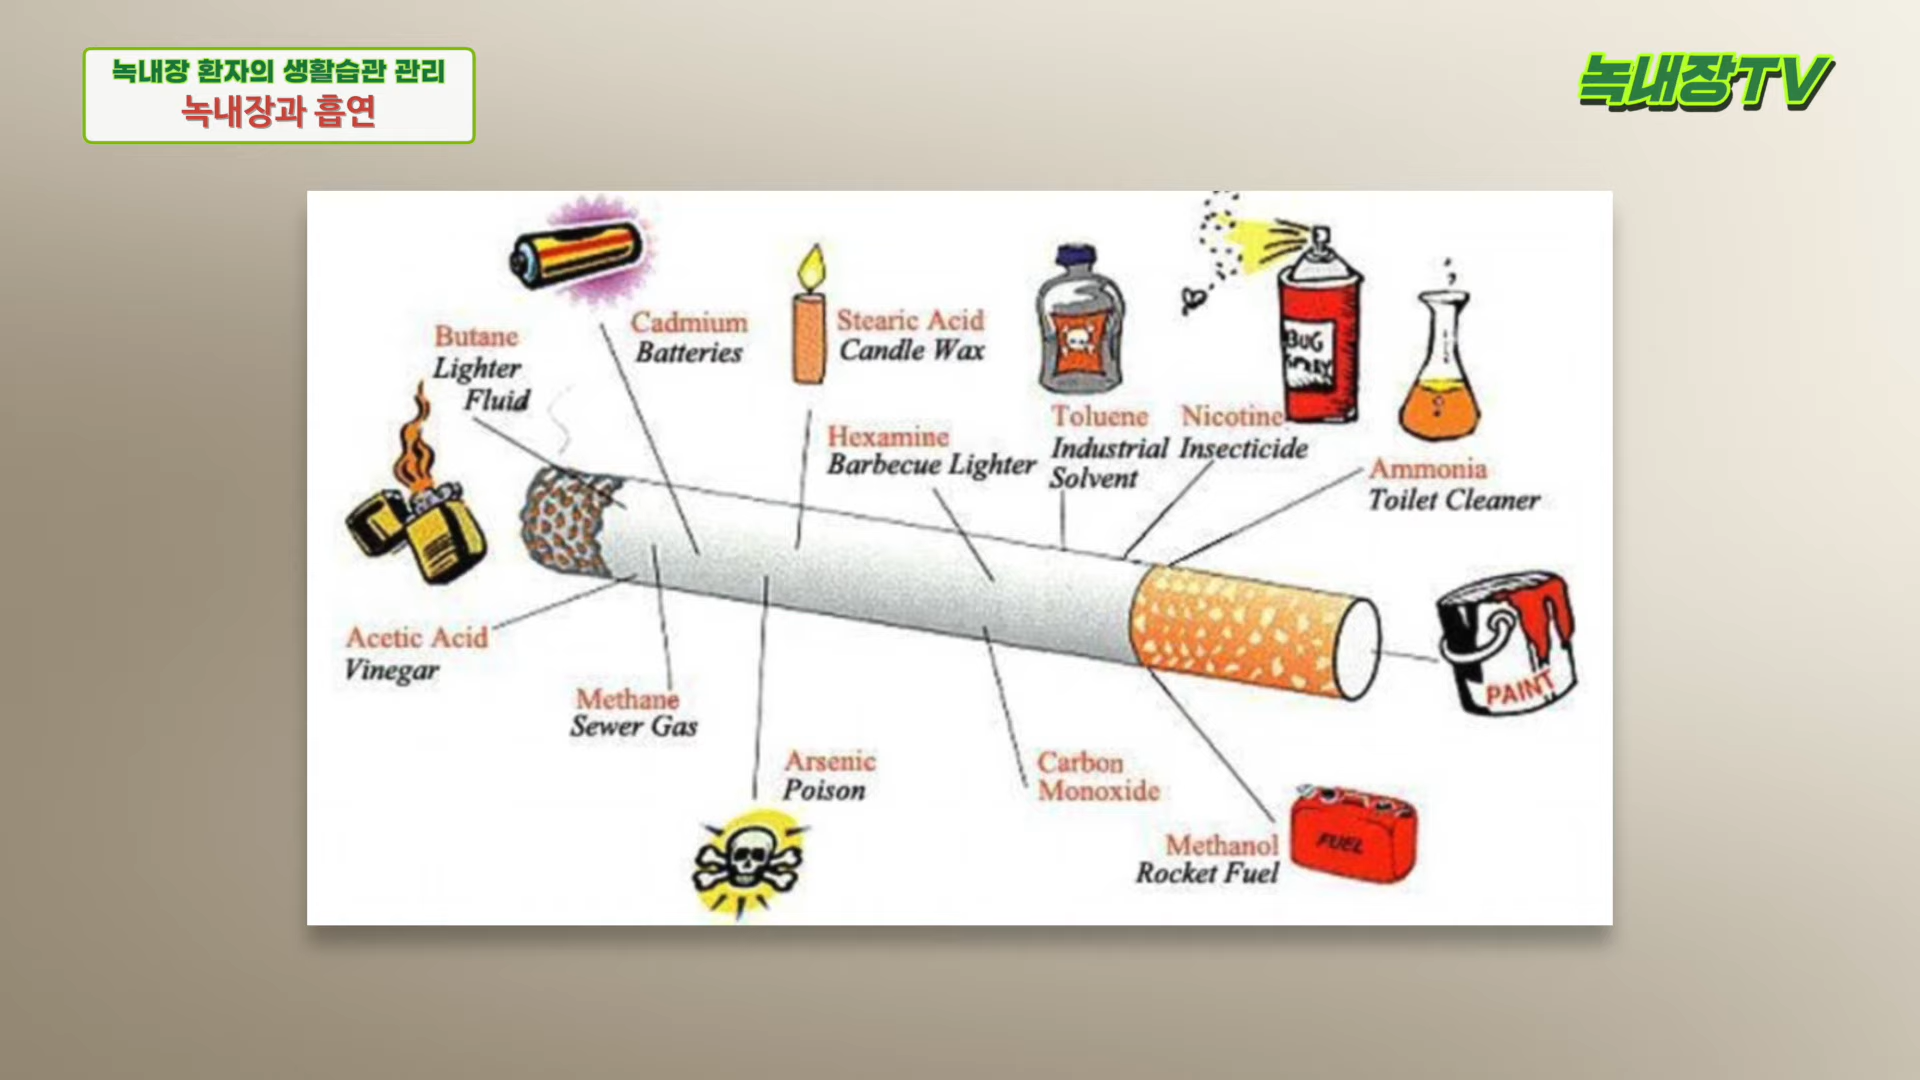 녹내장 환자의 생활습관 관리
녹내장과 흡연
녹내장TV
Cadmium
Batteries
Stearic Acid
Candle Wax
Butane
Lighter
Fluid
Hexamine
Barbecue Lighter
Toluene
Industrial
Solvent
Nicotine
Insecticide
BUG
SPRAY
Ammonia
Toilet Cleaner
Acetic Acid
Vinegar
Methane
Sewer Gas
Arsenic
Poison
Carbon
Monoxide
Methanol
Rocket Fuel
FUEL
PAINT